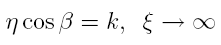 η cos β = k, ξ → ∞